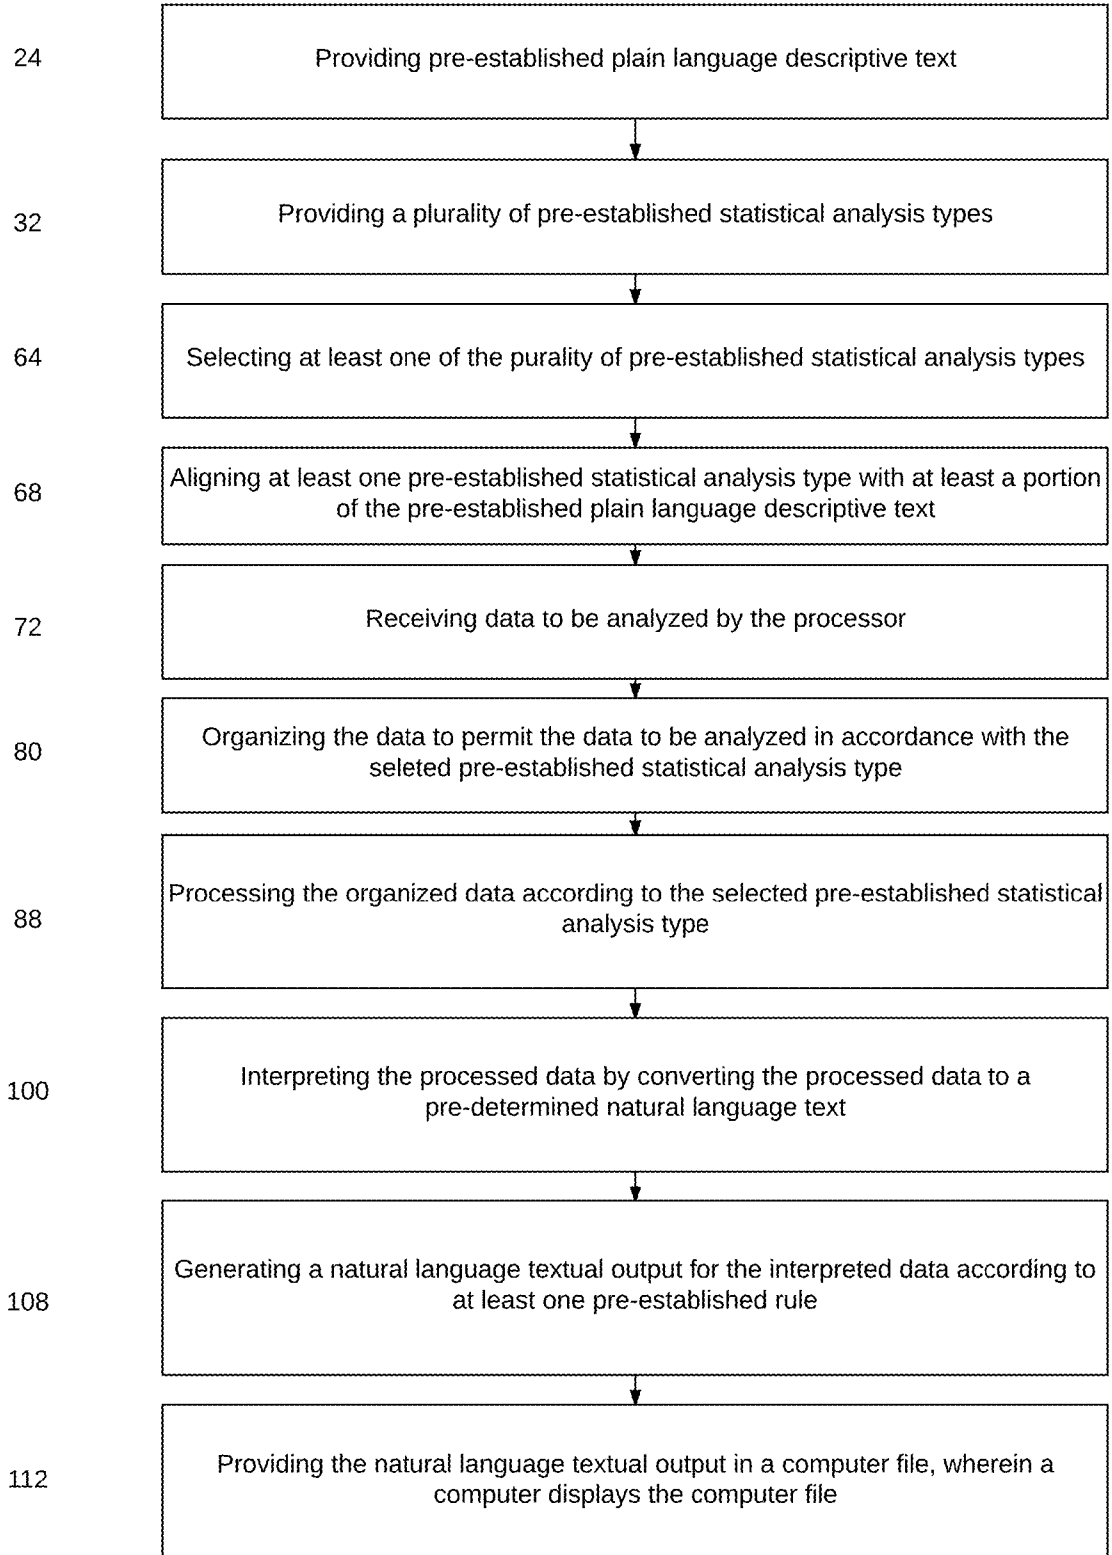 24
Providing pre-established plain language descriptive text
32
Providing a plurality of pre-established statistical analysis types
64
Selecting at least one of the purality of pre-established statistical analysis types
68
Aligning at least one pre-established statistical analysis type with at least a portion
of the pre-established plain language descriptive text
72
Receiving data to be analyzed by the processor
80
Organizing the data to permit the data to be analyzed in accordance with the
seleted pre-established statistical analysis type
88
Processing the organized data according to the selected pre-established statistical
analysis type
100
Interpreting the processed data by converting the processed data to a
pre-determined natural language text
108
Generating a natural language textual output for the interpreted data according to
at least one pre-established rule
112
Providing the natural language textual output in a computer file, wherein a
computer displays the computer file